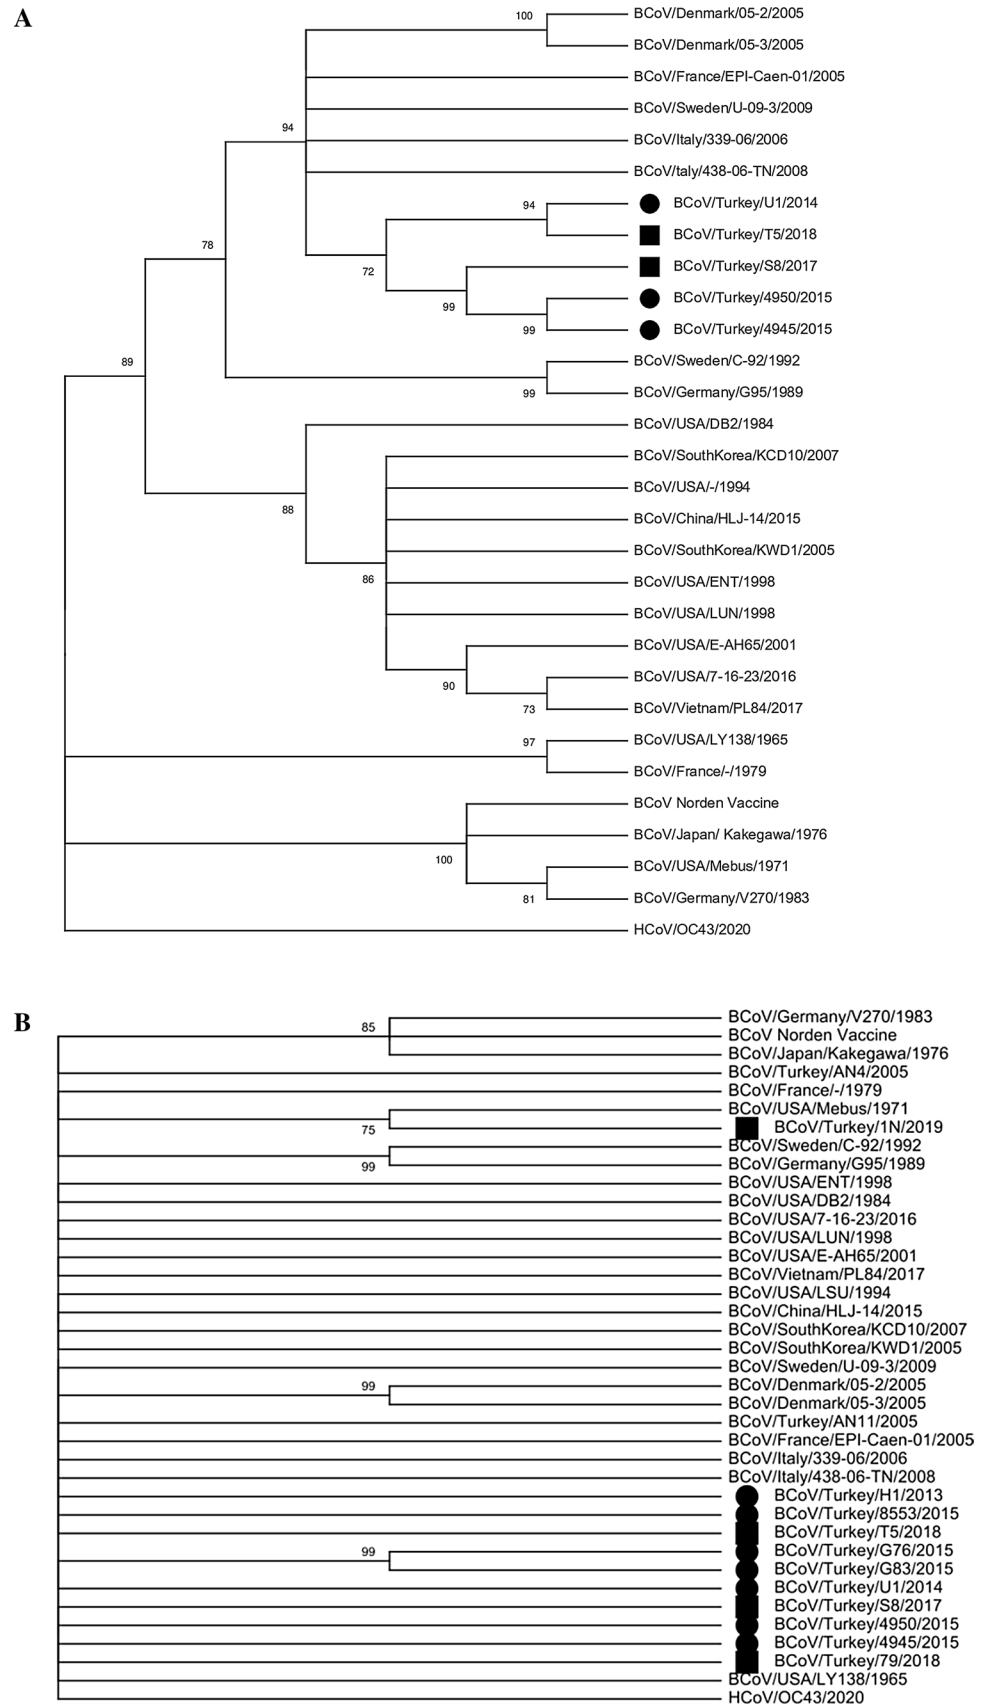 A
100
BCoV/Denmark/05-2/2005
BCoV/Denmark/05-3/2005
BCoV/France/EPI-Caen-01/2005
BCoV/Sweden/U-09-3/2009
94
BCoV/Italy/339-06/2006
BCoV/taly/438-06-TN/2008
94
BCoV/Turkey/U1/2014
BCoV/Turkey/T5/2018
78
72
BCoV/Turkey/S8/2017
99
BCoV/Turkey/4950/2015
99
BCoV/Turkey/4945/2015
89
BCoV/Sweden/C-92/1992
99
BCoV/Germany/G95/1989
BCoV/USA/DB2/1984
BCoV/SouthKorea/KCD10/2007
BCoV/USA/-/1994
88
BCoV/China/HLJ-14/2015
BCoV/SouthKorea/KWD1/2005
86
BCoV/USA/ENT/1998
BCoV/USA/LUN/1998
BCoV/USA/E-AH65/2001
90
BCoV/USA/7-16-23/2016
73
BCoV/Vietnam/PL84/2017
97
BCoV/USA/LY138/1965
BCoV/France/-/1979
BCoV Norden Vaccine
BCoV/Japan/ Kakegawa/1976
100
BCoV/USA/Mebus/1971
81
BCoV/Germany/V270/1983
HCoV/OC43/2020
B
85
BCoV/Germany/V270/1983
BCoV Norden Vaccine
BCoV/Japan/Kakegawa/1976
BCoV/Turkey/AN4/2005
BCoV/France/-/1979
BCoV/USA/Mebus/1971
75
BCoV/Turkey/1N/2019
BCoV/Sweden/C-92/1992
99
BCoV/Germany/G95/1989
BCoV/USA/ENT/1998
BCoV/USA/DB2/1984
BCoV/USA/7-16-23/2016
BCoV/USA/LUN/1998
BCoV/USA/E-AH65/2001
BCoV/Vietnam/PL84/2017
BCoV/USA/LSU/1994
BCoV/China/HLJ-14/2015
BCoV/SouthKorea/KCD10/2007
BCoV/SouthKorea/KWD1/2005
BCoV/Sweden/U-09-3/2009
99
BCoV/Denmark/05-2/2005
BCoV/Denmark/05-3/2005
BCoV/Turkey/AN11/2005
BCoV/France/EPI-Caen-01/2005
BCoV/Italy/339-06/2006
BCoV/Italy/438-06-TN/2008
BCoV/Turkey/H1/2013
BCoV/Turkey/8553/2015
BCoV/Turkey/T5/2018
99
BCoV/Turkey/G76/2015
BCoV/Turkey/G83/2015
BCoV/Turkey/U1/2014
BCoV/Turkey/S8/2017
BCoV/Turkey/4950/2015
BCoV/Turkey/4945/2015
BCoV/Turkey/79/2018
BCoV/USA/LY138/1965
HCoV/OC43/2020